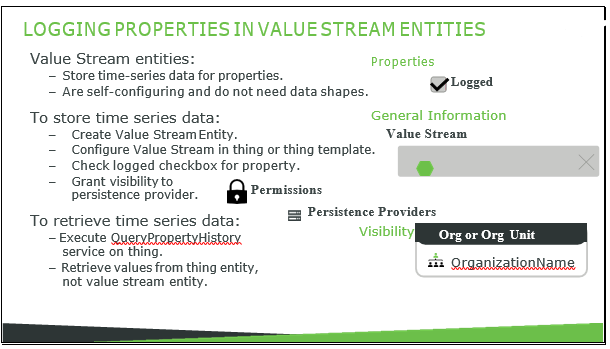 LOGGING PROPERTIES IN VALUE STREAM ENTITIES
Value Stream entities:
– Store time-series data for properties.
– Are self-configuring and do not need data shapes.
To store time series data:
– Create Value Stream Entity.
– Configure Value Stream in thing or thing template.
– Check logged checkbox for property.
– Grant visibility to
persistence provider.
To retrieve time series data:
– Execute QueryPropertyHistory
service on thing.
– Retrieve values from thing entity,
not value stream entity.
Properties
Logged
General Information
Value Stream
Permissions
Persistence Providers
Visibility
Org or Org Unit
OrganizationName